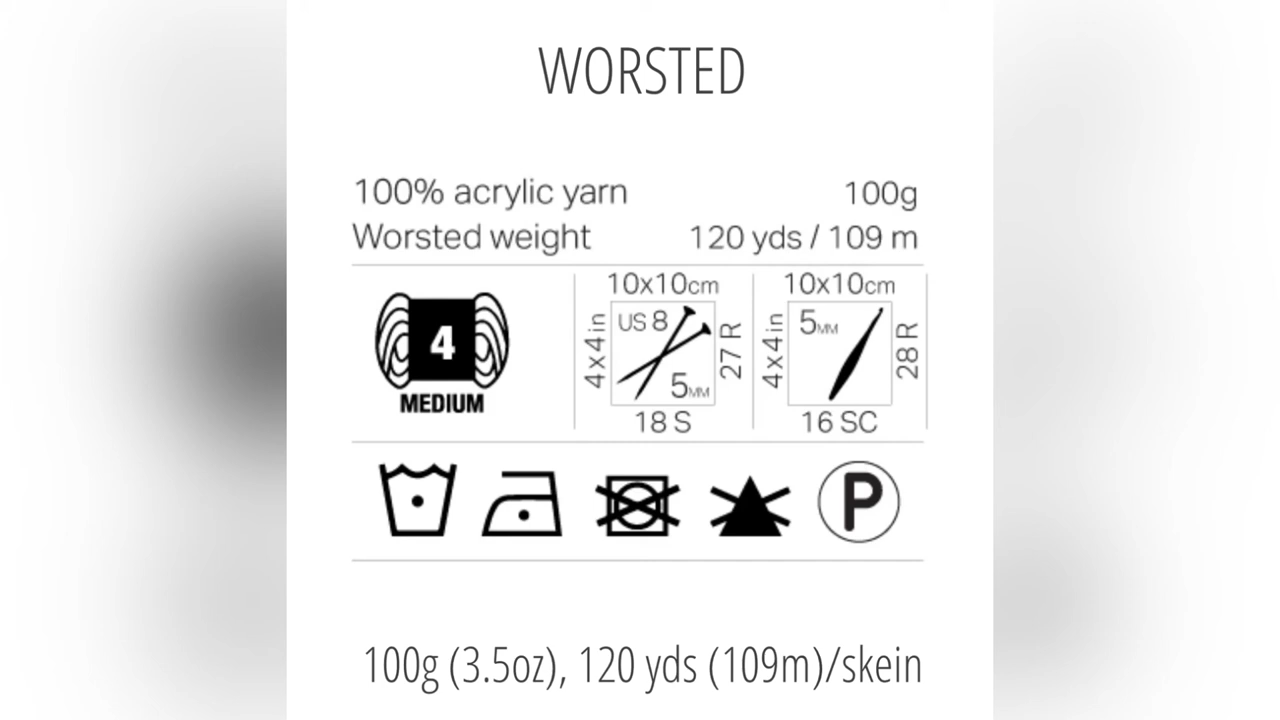 WORSTED
100% acrylic yarn 100g
Worsted weight 120 yds / 109 m
4
MEDIUM
10x10cm
4x4in
US 8
5MM
27 R
18 S
10x10cm
4x4in
5MM
28 R
16 SC
P
100g (3.5oz), 120 yds (109m)/skein